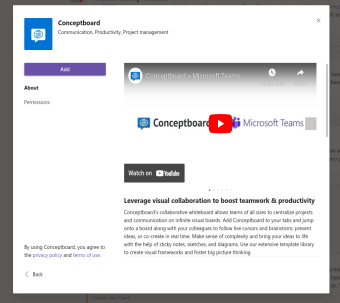 Conceptboard
Communication, Productivity, Project management
Add
About
Permissions
Conceptboard + Microsoft Teams
Conceptboard
Microsoft Teams
Watch on YouTube
Leverage visual collaboration to boost teamwork & productivity
Conceptboard's collaborative whiteboard allows teams of all sizes to centralize projects
and communication on infinite visual boards. Add Conceptboard to your tabs and jump
onto a board along with your colleagues to follow live cursors and brainstorm, present
ideas, or co-create in real time. Make sense of complexity and bring your ideas to life
with the help of clicky notes, sketches, and diagrams. Use our extensive template library
to create visual frameworks and foster big picture thinking.
By using Conceptboard, you agree to
the privacy policy and terms of use.
Back